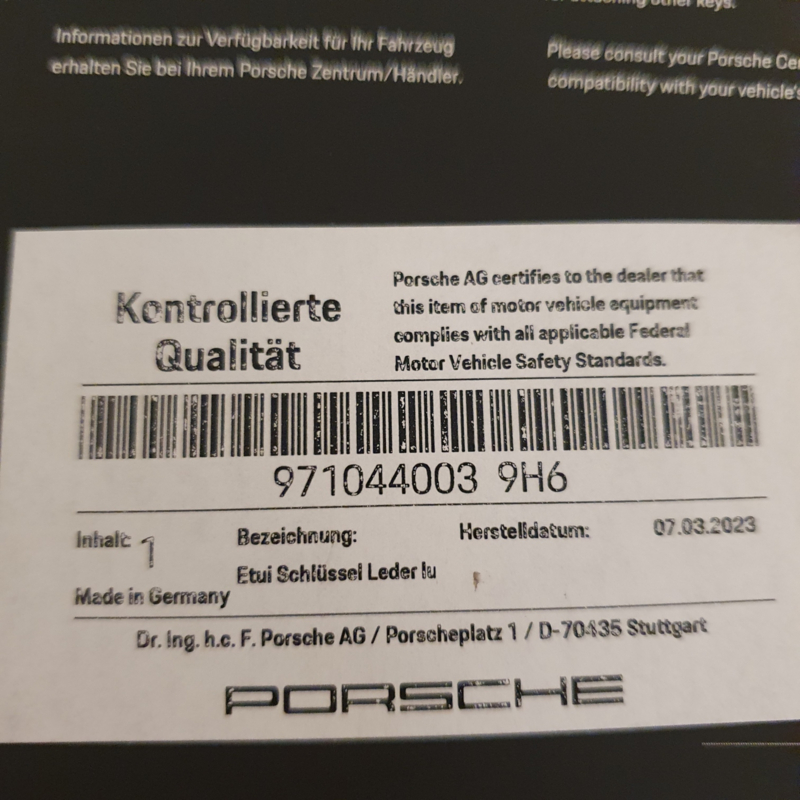 Informationen zur Verfügbarkeit für Ihr Fahrzeug
erhalten Sie bei Ihrem Porsche Zentrum/Händler.
other keys.
Please consult your Porsche
compatibility with your vehicle's
Kontrollierte
Qualität
Porsche AG certifies to the dealer that
this item of motor vehicle equipment
complies with all applicable Federal
Motor Vehicle Safety Standards.
971044003 9H6
Inhalt: 1
Bezeichnung:
Herstelldatum: 07.03.2023
Etui Schlüssel Leder lu
Made in Germany
Dr. Ing. h.c. F. Porsche AG / Porscheplatz 1 / D-70435 Stuttgart
PORSCHE